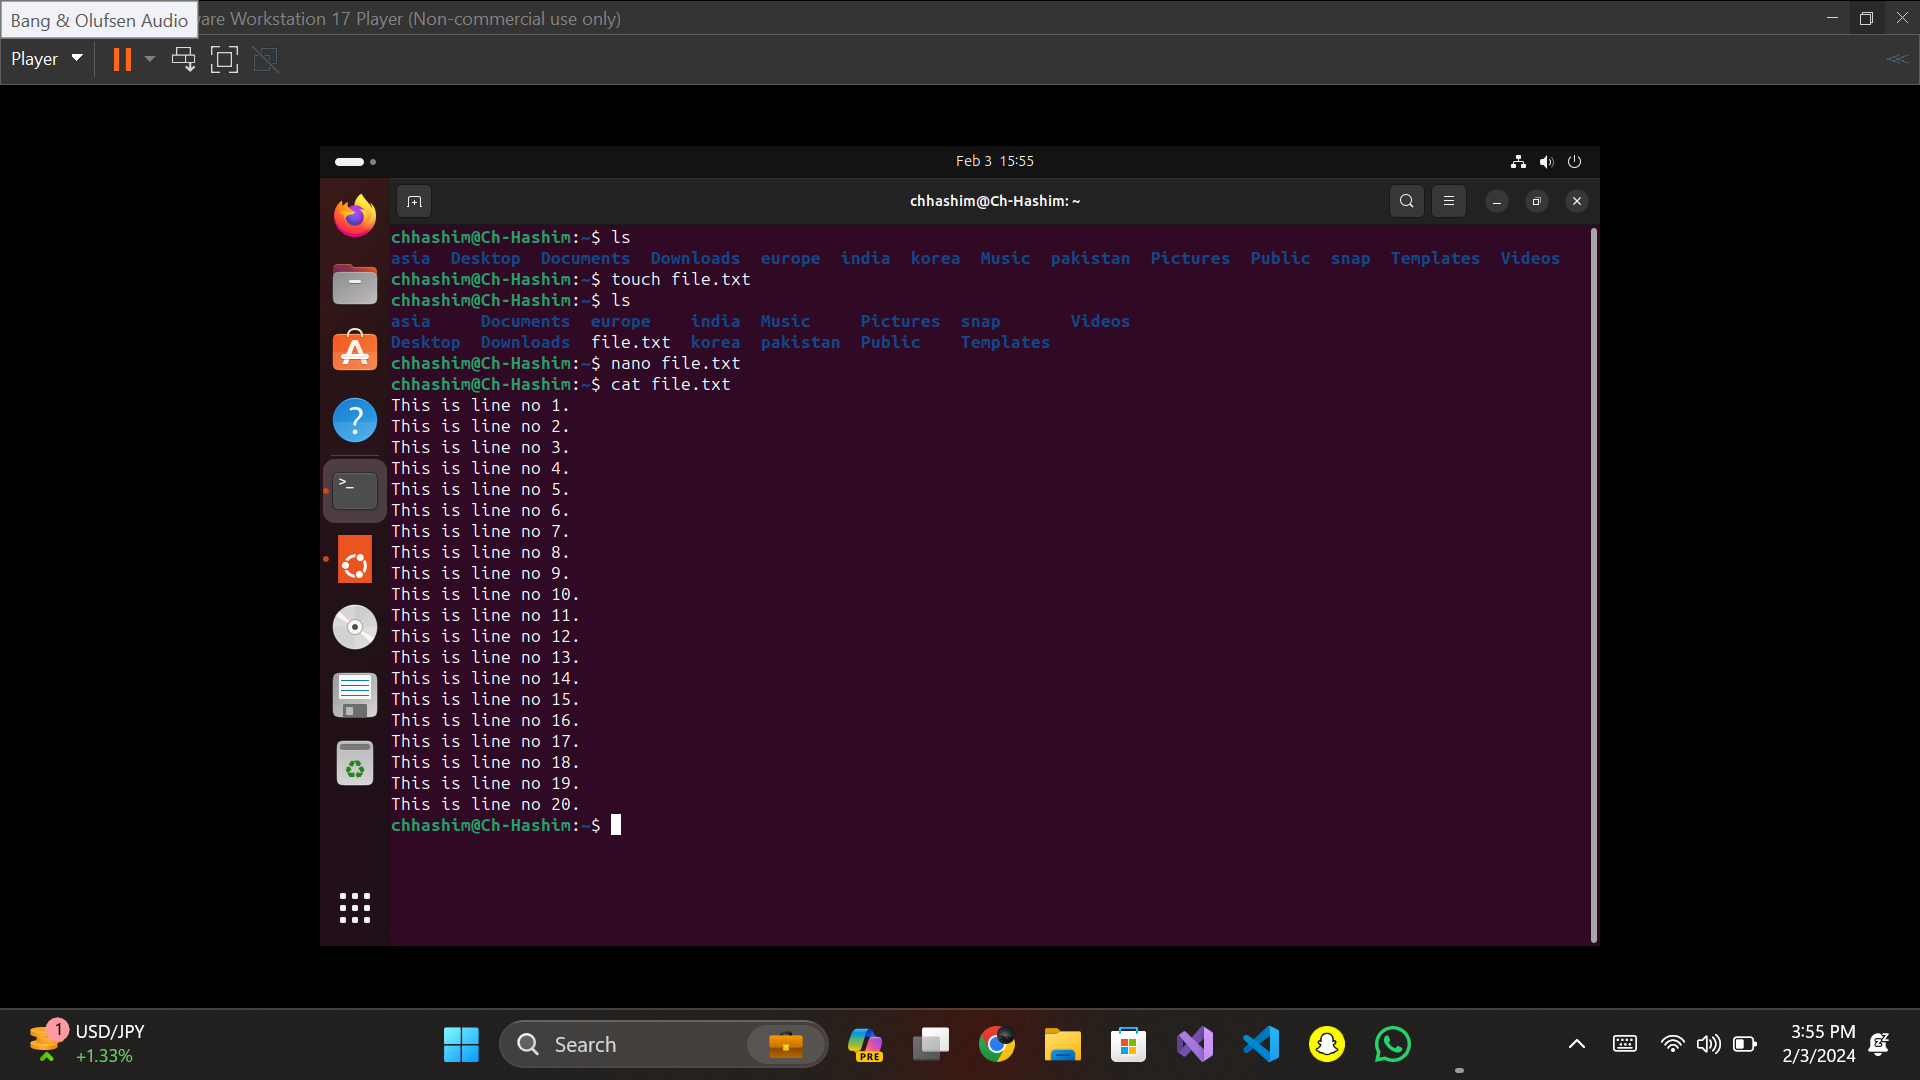 Bang & Olufsen Audio
are Workstation 17 Player (Non-commercial use only)
Player
Feb 3 15:55
chhashim@Ch-Hashim: ~
chhashim@Ch-Hashim:~$ ls
asia Desktop Documents Downloads europe india korea Music pakistan Pictures Public snap Templates Videos
chhashim@Ch-Hashim:~$ touch file.txt
chhashim@Ch-Hashim:~$ ls
asia Documents europe india Music Pictures snap Videos
Desktop Downloads file.txt korea pakistan Public Templates
chhashim@Ch-Hashim:~$ nano file.txt
chhashim@Ch-Hashim:~$ cat file.txt
This is line no 1.
This is line no 2.
This is line no 3.
This is line no 4.
This is line no 5.
This is line no 6.
This is line no 7.
This is line no 8.
This is line no 9.
This is line no 10.
This is line no 11.
This is line no 12.
This is line no 13.
This is line no 14.
This is line no 15.
This is line no 16.
This is line no 17.
This is line no 18.
This is line no 19.
This is line no 20.
chhashim@Ch-Hashim:~$
1
USD/JPY
+1.33%
Search
PRE
3:55 PM
2/3/2024